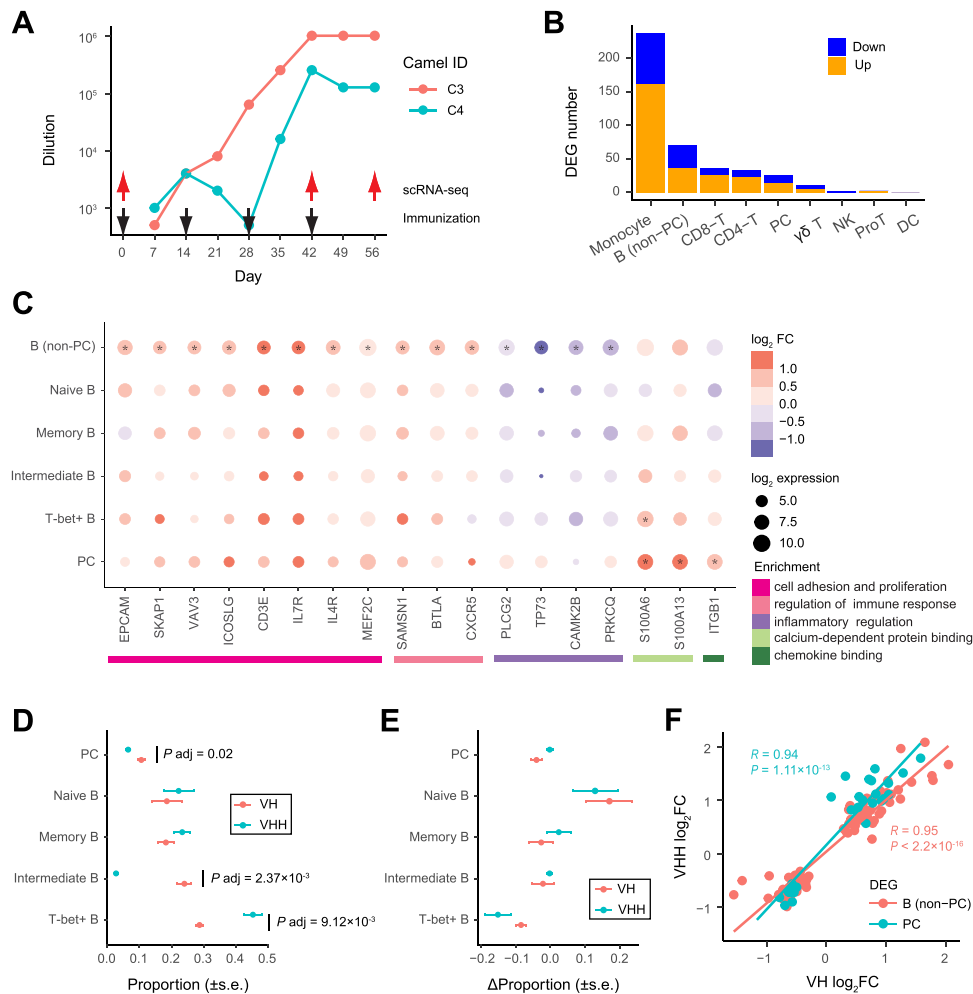 A
10⁶
10⁵
10⁴
10³
Dilution
Camel ID
C3
C4
scRNA-seq
Immunization
0 7 14 21 28 35 42 49 56
Day
B
200
150
100
50
0
DEG number
Down
Up
Monocyte
B (non−PC)
CD8−T
CD4−T
PC
γδ T
NK
ProT
DC
C
B (non-PC)
Naive B
Memory B
Intermediate B
T-bet+ B
PC
* * * * * * * * * * * * * * *
*
* * *
EPCAM
SKAP1
VAV3
ICOSLG
CD3E
IL7R
IL4R
MEF2C
SAMSN1
BTLA
CXCR5
PLCG2
TP73
CAMK2B
PRKCQ
S100A6
S100A13
ITGB1
log₂ FC
1.0
0.5
0.0
−0.5
−1.0
log₂ expression
5.0
7.5
10.0
Enrichment
cell adhesion and proliferation
regulation of immune response
inflammatory regulation
calcium-dependent protein binding
chemokine binding
D
PC
Naive B
Memory B
Intermediate B
T-bet+ B
P adj = 0.02
VH
VHH
P adj = 2.37×10⁻³
P adj = 9.12×10⁻³
0.0 0.1 0.2 0.3 0.4 0.5
Proportion (±s.e.)
E
PC
Naive B
Memory B
Intermediate B
T-bet+ B
VH
VHH
−0.2 −0.1 0.0 0.1 0.2
ΔProportion (±s.e.)
F
2
1
0
−1
VHH log₂FC
R = 0.94
P = 1.11×10⁻¹³
R = 0.95
P < 2.2×10⁻¹⁶
DEG
B (non−PC)
PC
−1 0 1 2
VH log₂FC